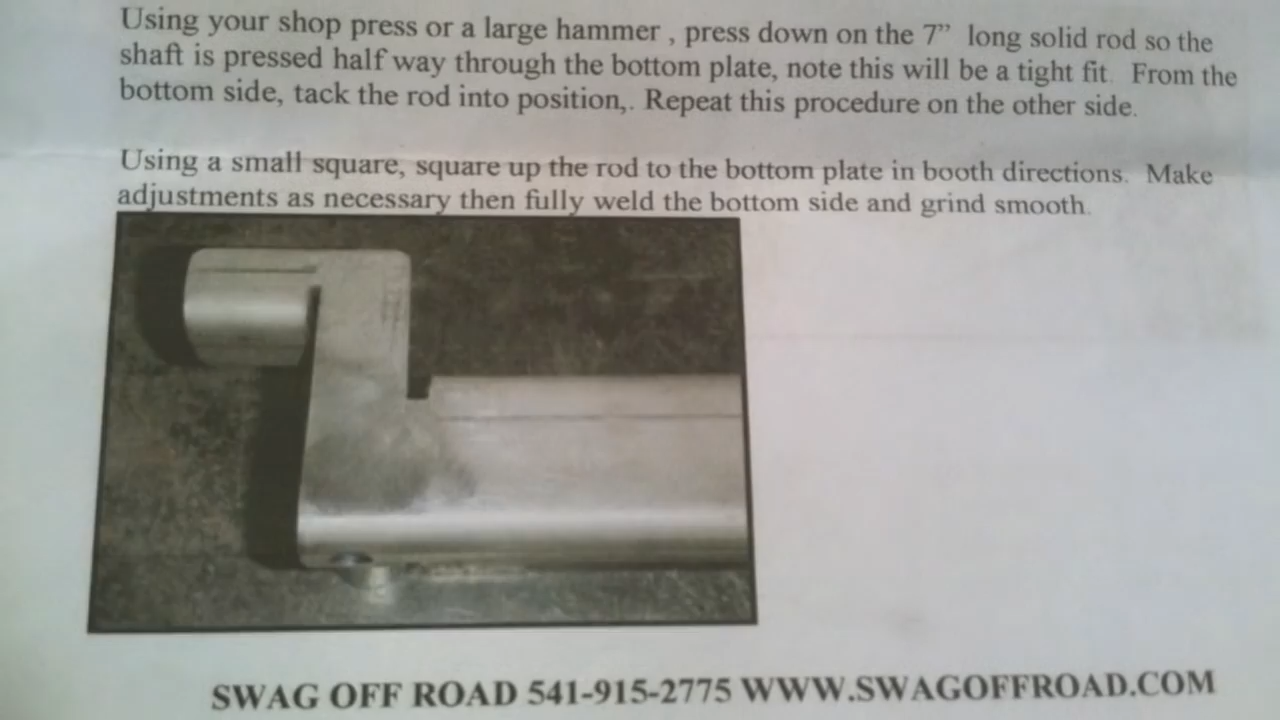 Using your shop press or a large hammer , press down on the 7” long solid rod so the
shaft is pressed half way through the bottom plate, note this will be a tight fit. From the
bottom side, tack the rod into position,. Repeat this procedure on the other side.
Using a small square, square up the rod to the bottom plate in booth directions. Make
adjustments as necessary then fully weld the bottom side and grind smooth.
SWAG OFF ROAD 541-915-2775 WWW.SWAGOFFROAD.COM